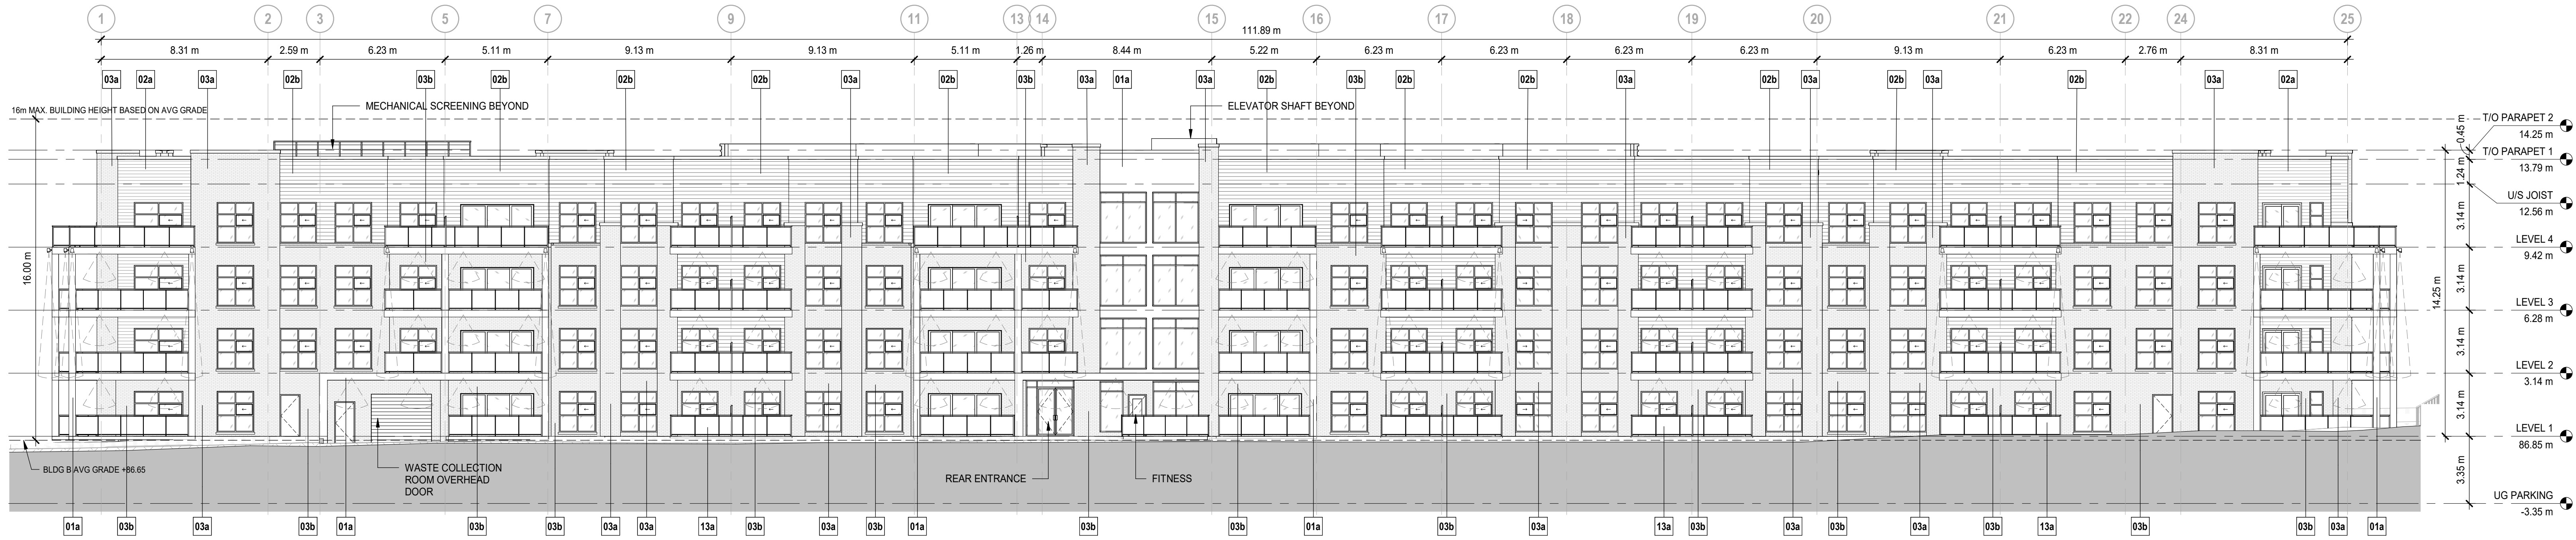 1 2 3 5 7 9 11 13 14 15 16 17 18 19 20 21 22 24 25
111.89 m
8.31 m 2.59 m 6.23 m 5.11 m 9.13 m 9.13 m 5.11 m 1.26 m 8.44 m 5.22 m 6.23 m 6.23 m 6.23 m 6.23 m 9.13 m 6.23 m 2.76 m 8.31 m
03a 02a 03a 02b 03b 02b 02b 02b 03a 02b 03b 03a 01a 03a 02b 03b 02b 02b 03a 02b 03a 02b 03a 02b 03a 02a
16m MAX. BUILDING HEIGHT BASED ON AVG GRADE
MECHANICAL SCREENING BEYOND
ELEVATOR SHAFT BEYOND
T/O PARAPET 2
14.25 m
T/O PARAPET 1
13.79 m
U/S JOIST
12.56 m
LEVEL 4
9.42 m
LEVEL 3
6.28 m
LEVEL 2
3.14 m
LEVEL 1
86.85 m
UG PARKING
-3.35 m
0.45 m
1.24 m
3.14 m
3.14 m
3.14 m
3.14 m
3.35 m
14.25 m
16.00 m
BLDG B AVG GRADE +86.65
WASTE COLLECTION
ROOM OVERHEAD
DOOR
REAR ENTRANCE
FITNESS
01a 03b 03a 03b 01a 03b 03b 03a 03a 13a 03b 03a 03b 01a 03b 03b 01a 03b 03a 13a 03b 03a 03b 03a 03b 13a 03b 03b 03a 01a